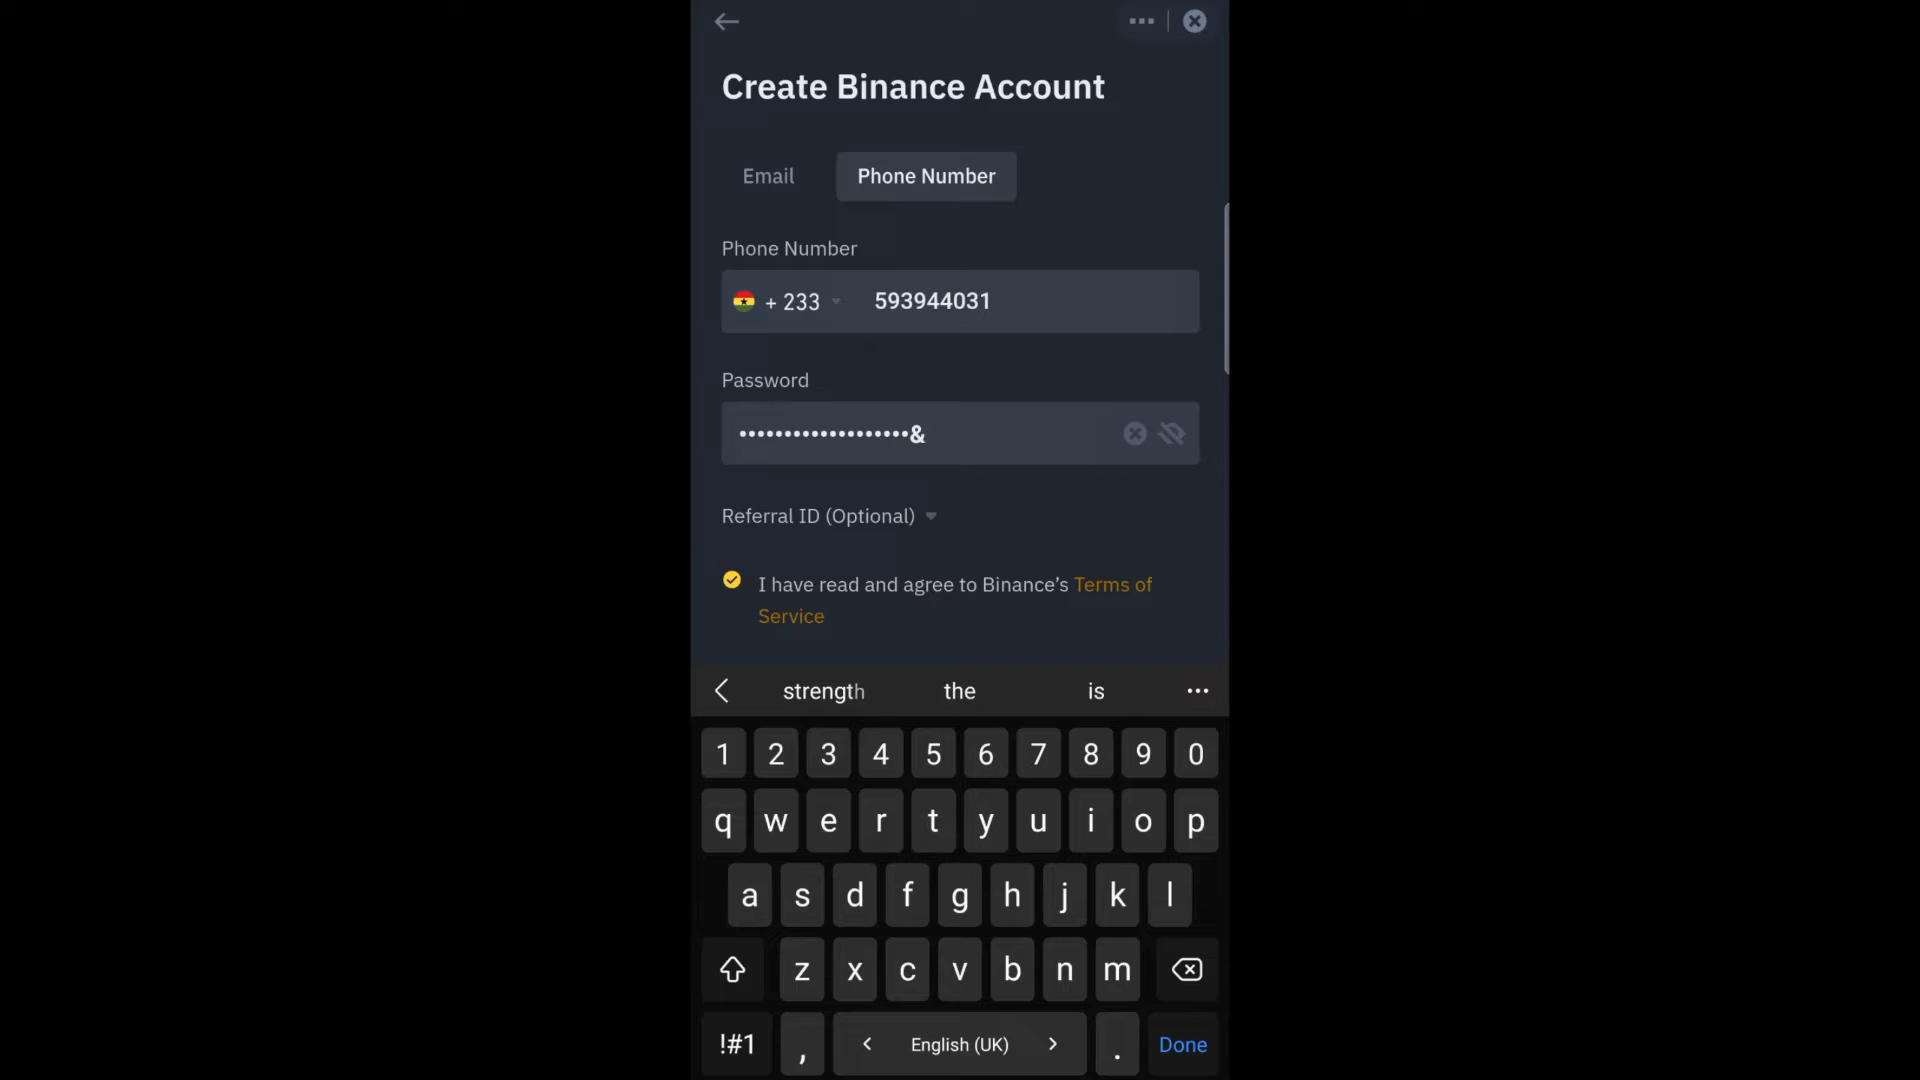 Create Binance Account
Email Phone Number
Phone Number
+ 233 593944031
Password
•••••••••••••••••••&
Referral ID (Optional)
I have read and agree to Binance’s Terms of
Service
strength the is
1 2 3 4 5 6 7 8 9 0
q w e r t y u i o p
a s d f g h j k l
z x c v b n m
!#1 , < English (UK) > . Done